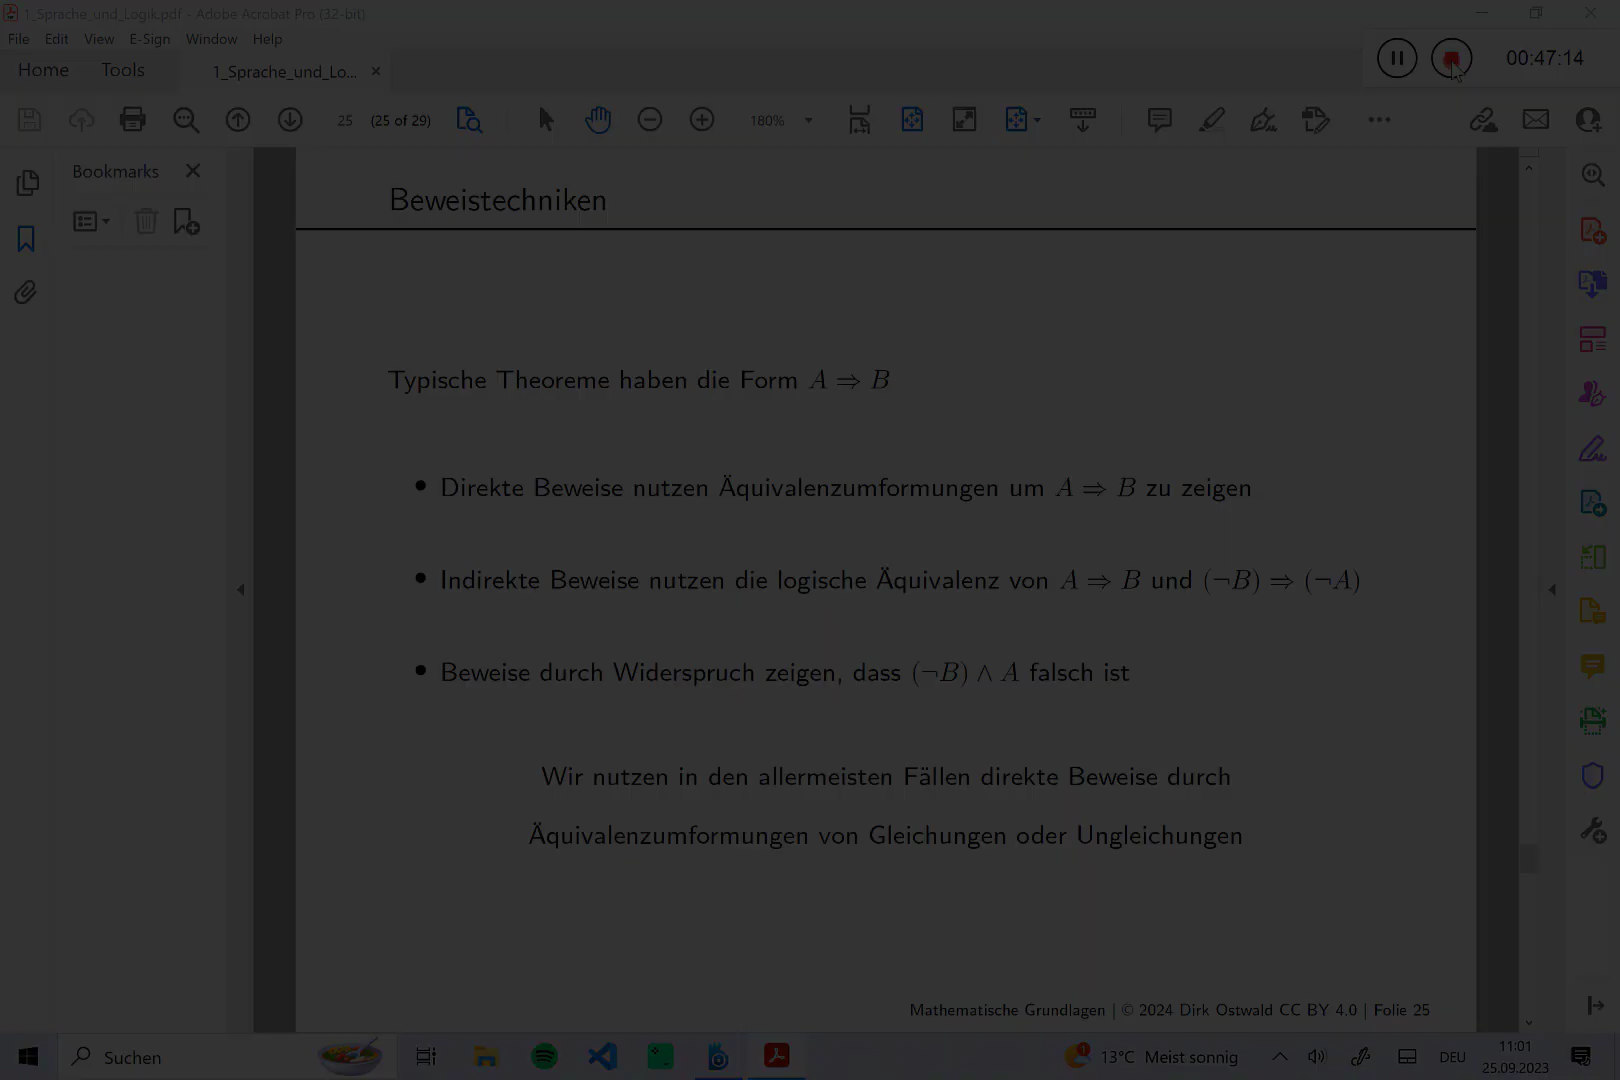 1_Sprache_und_Logik.pdf - Adobe Acrobat Pro (32-bit)
File Edit View E-Sign Window Help
Home Tools 1_Sprache_und_Lo... ×
00:47:14
25 (25 of 29) 180%
Bookmarks
Beweistechniken
Typische Theoreme haben die Form A ⇒ B
• Direkte Beweise nutzen Äquivalenzumformungen um A ⇒ B zu zeigen
• Indirekte Beweise nutzen die logische Äquivalenz von A ⇒ B und (¬B) ⇒ (¬A)
• Beweise durch Widerspruch zeigen, dass (¬B) ∧ A falsch ist
Wir nutzen in den allermeisten Fällen direkte Beweise durch
Äquivalenzumformungen von Gleichungen oder Ungleichungen
Mathematische Grundlagen | © 2024 Dirk Ostwald CC BY 4.0 | Folie 25
Suchen
1 13°C Meist sonnig
DEU
11:01
25.09.2023